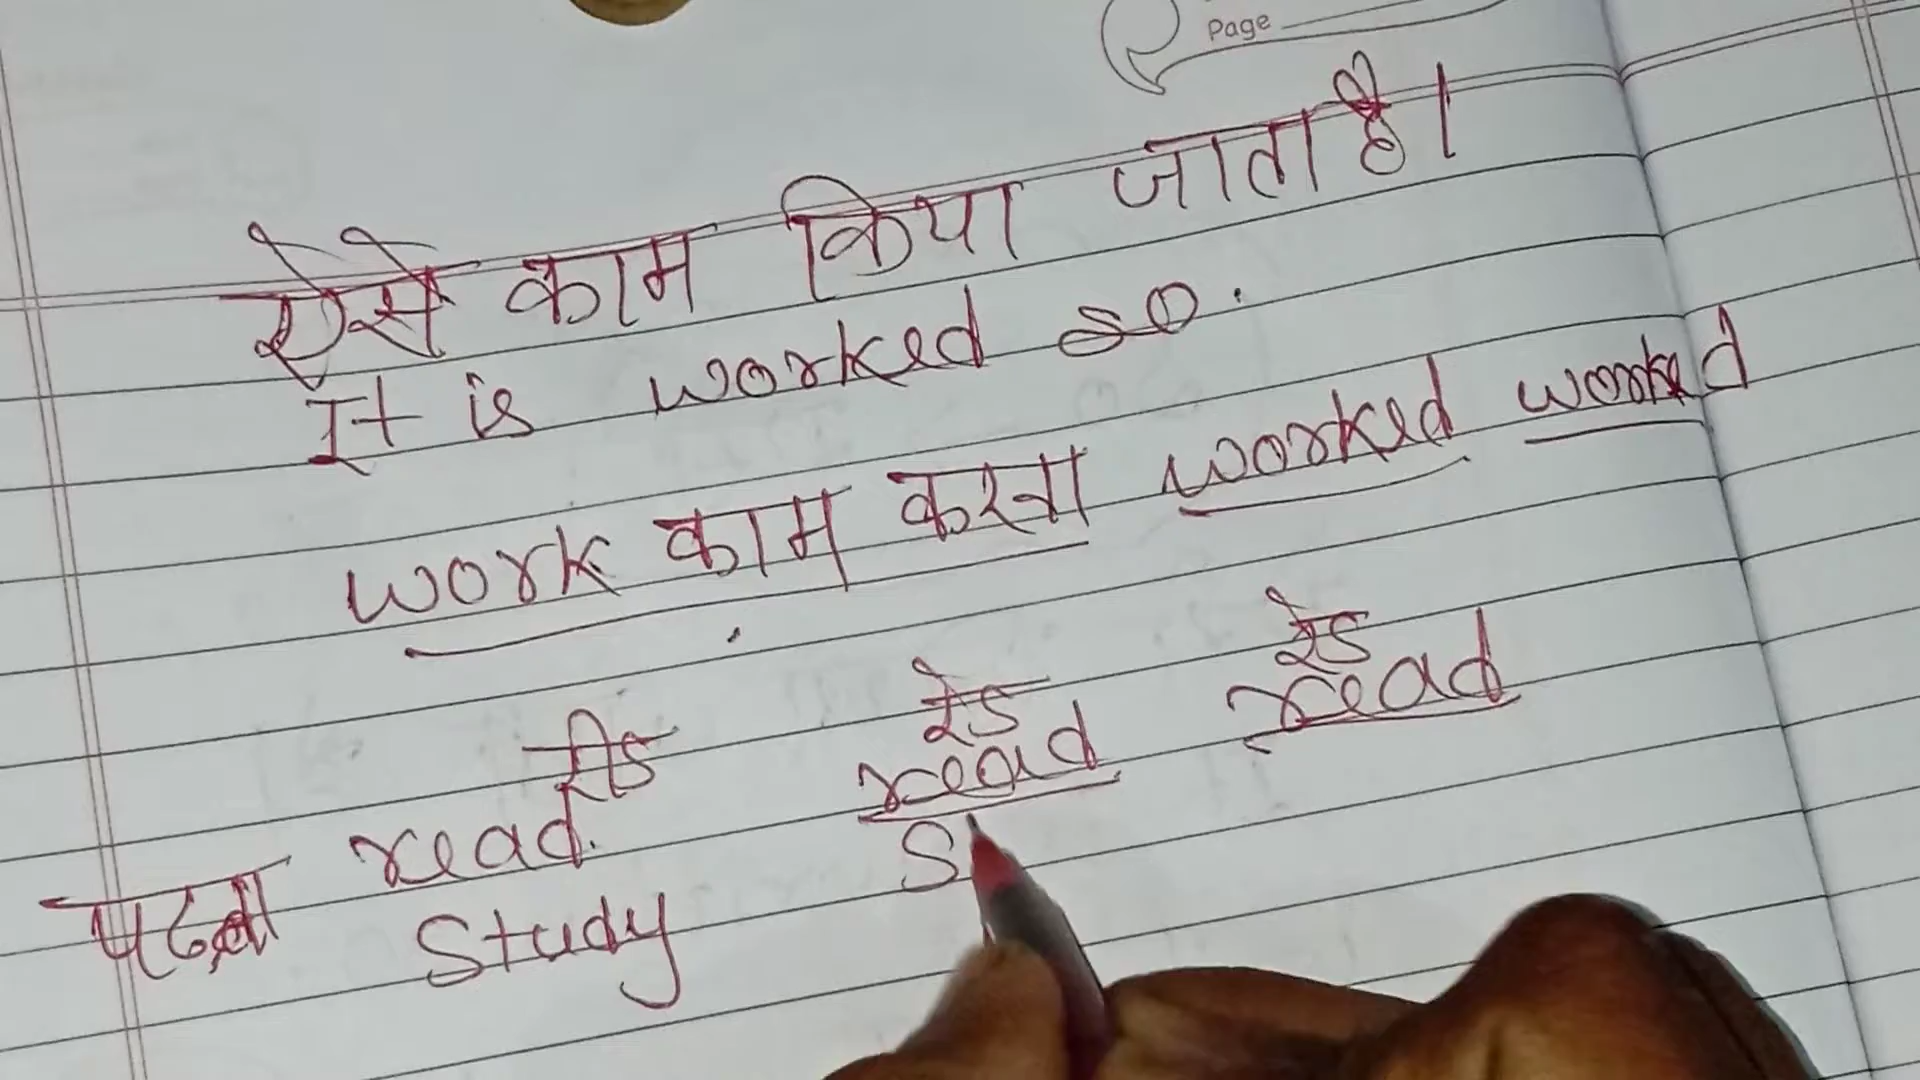 Page
ऐसे काम किया जाता है।
It is worked so.
work काम करना worked worked
रीड रेड रेड
पढ़ना read. read read
study S